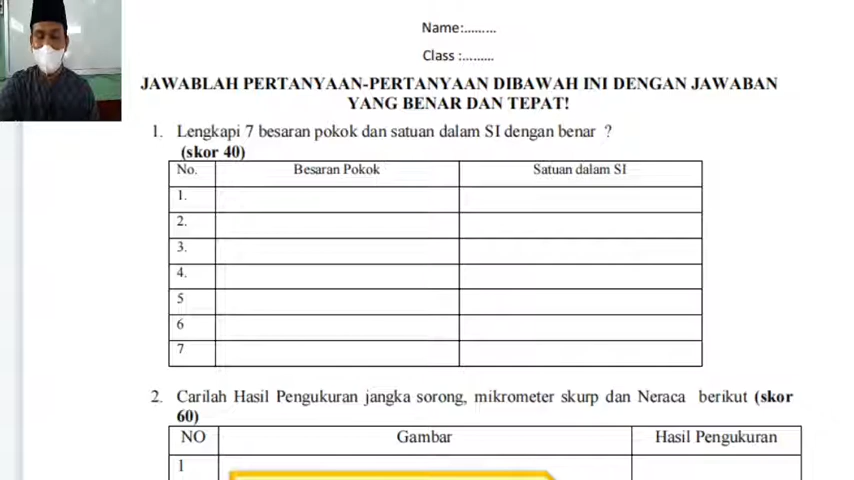 Name:.........
Class :.........
JAWABLAH PERTANYAAN-PERTANYAAN DIBAWAH INI DENGAN JAWABAN
YANG BENAR DAN TEPAT!
1. Lengkapi 7 besaran pokok dan satuan dalam SI dengan benar ?
(skor 40)
No. Besaran Pokok Satuan dalam SI
1.
2.
3.
4.
5
6
7
2. Carilah Hasil Pengukuran jangka sorong, mikrometer skurp dan Neraca berikut (skor
60)
NO Gambar Hasil Pengukuran
1